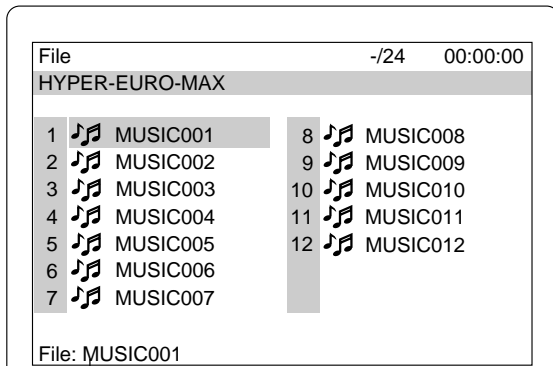 File -/24 00:00:00
HYPER-EURO-MAX
1 MUSIC001
2 MUSIC002
3 MUSIC003
4 MUSIC004
5 MUSIC005
6 MUSIC006
7 MUSIC007
8 MUSIC008
9 MUSIC009
10 MUSIC010
11 MUSIC011
12 MUSIC012
File: MUSIC001